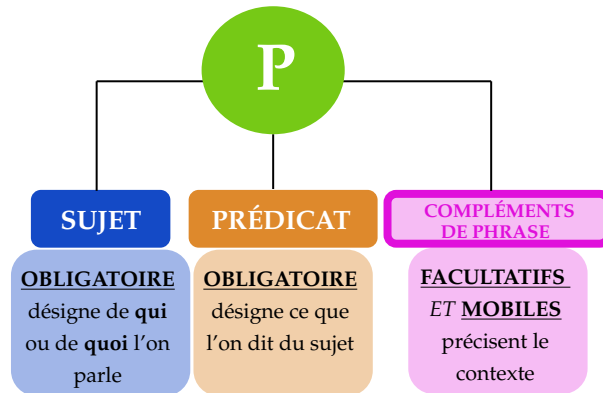 P
SUJET
PRÉDICAT
COMPLÉMENTS
DE PHRASE
OBLIGATOIRE
désigne de qui
ou de quoi l'on
parle
OBLIGATOIRE
désigne ce que
l'on dit du sujet
FACULTATIFS
ET MOBILES
précisent le
contexte